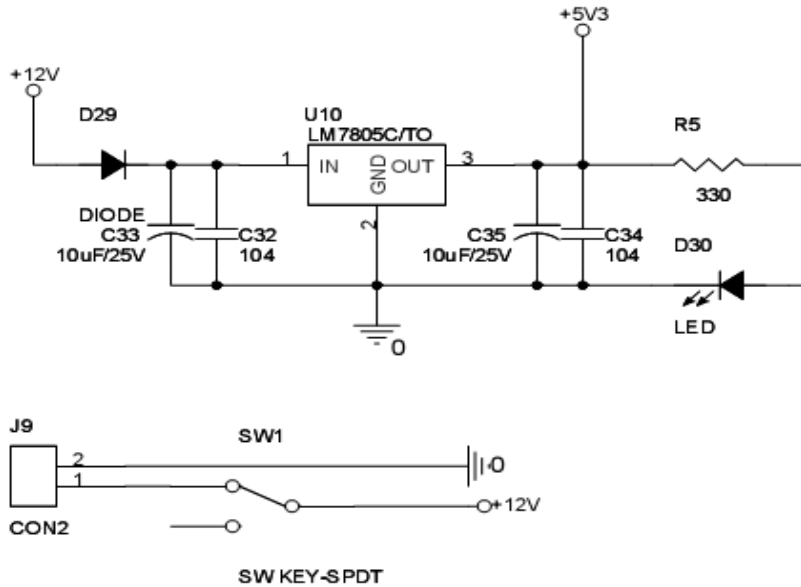 +5V3
+12V
D29
U10
LM7805C/TO
R5
1
IN
GND
OUT
3
330
2
DIODE
C33
10uF/25V
C32
104
C35
10uF/25V
C34
104
D30
LED
0
J9
SW1
2
0
1
+12V
CON2
SW KEY-SPDT